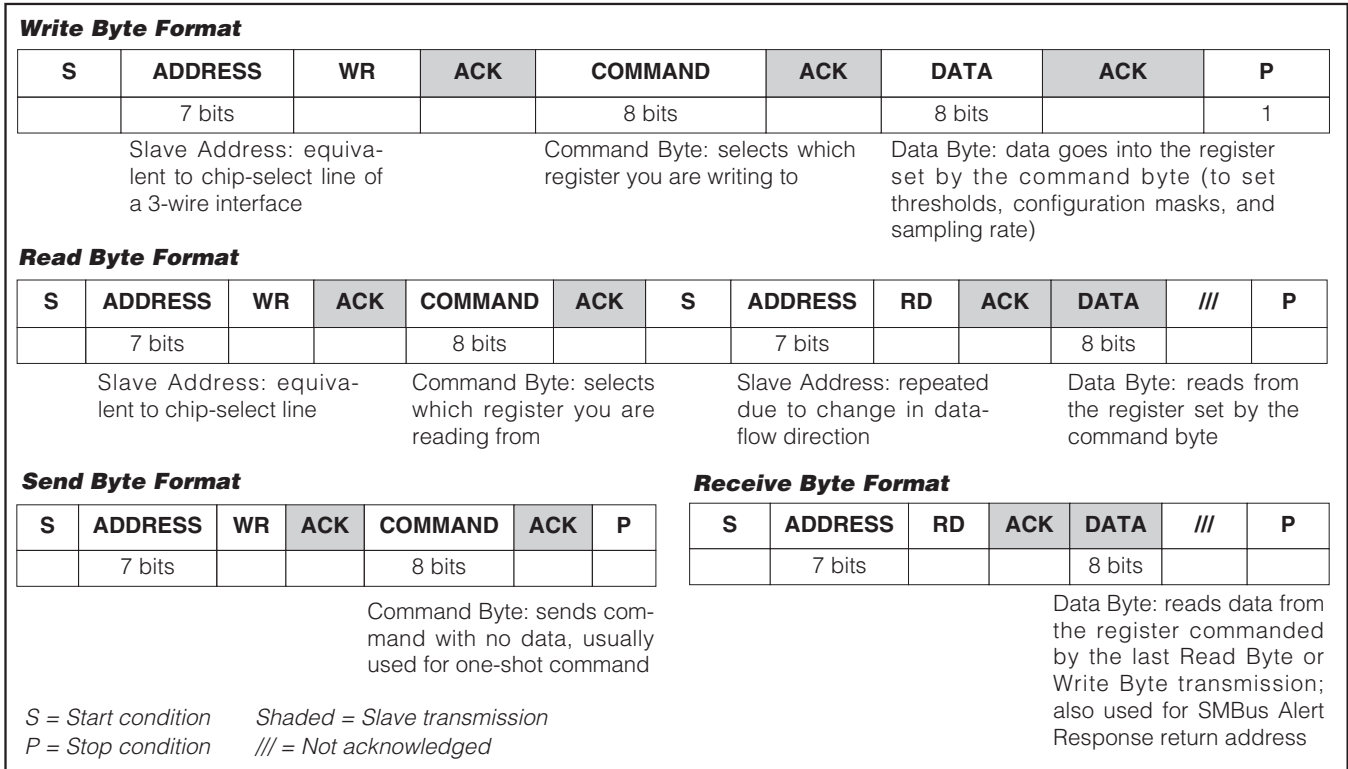 Write Byte Format
S ADDRESS WR ACK COMMAND ACK DATA ACK P
7 bits 8 bits 8 bits 1
Slave Address: equiva-
lent to chip-select line of
a 3-wire interface
Command Byte: selects which
register you are writing to
Data Byte: data goes into the register
set by the command byte (to set
thresholds, configuration masks, and
sampling rate)
Read Byte Format
S ADDRESS WR ACK COMMAND ACK S ADDRESS RD ACK DATA /// P
7 bits 8 bits 7 bits 8 bits
Slave Address: equiva-
lent to chip-select line
Command Byte: selects
which register you are
reading from
Slave Address: repeated
due to change in data-
flow direction
Data Byte: reads from
the register set by the
command byte
Send Byte Format
S ADDRESS WR ACK COMMAND ACK P
7 bits 8 bits
Command Byte: sends com-
mand with no data, usually
used for one-shot command
Receive Byte Format
S ADDRESS RD ACK DATA /// P
7 bits 8 bits
Data Byte: reads data from
the register commanded
by the last Read Byte or
Write Byte transmission;
also used for SMBus Alert
Response return address
S = Start condition Shaded = Slave transmission
P = Stop condition /// = Not acknowledged